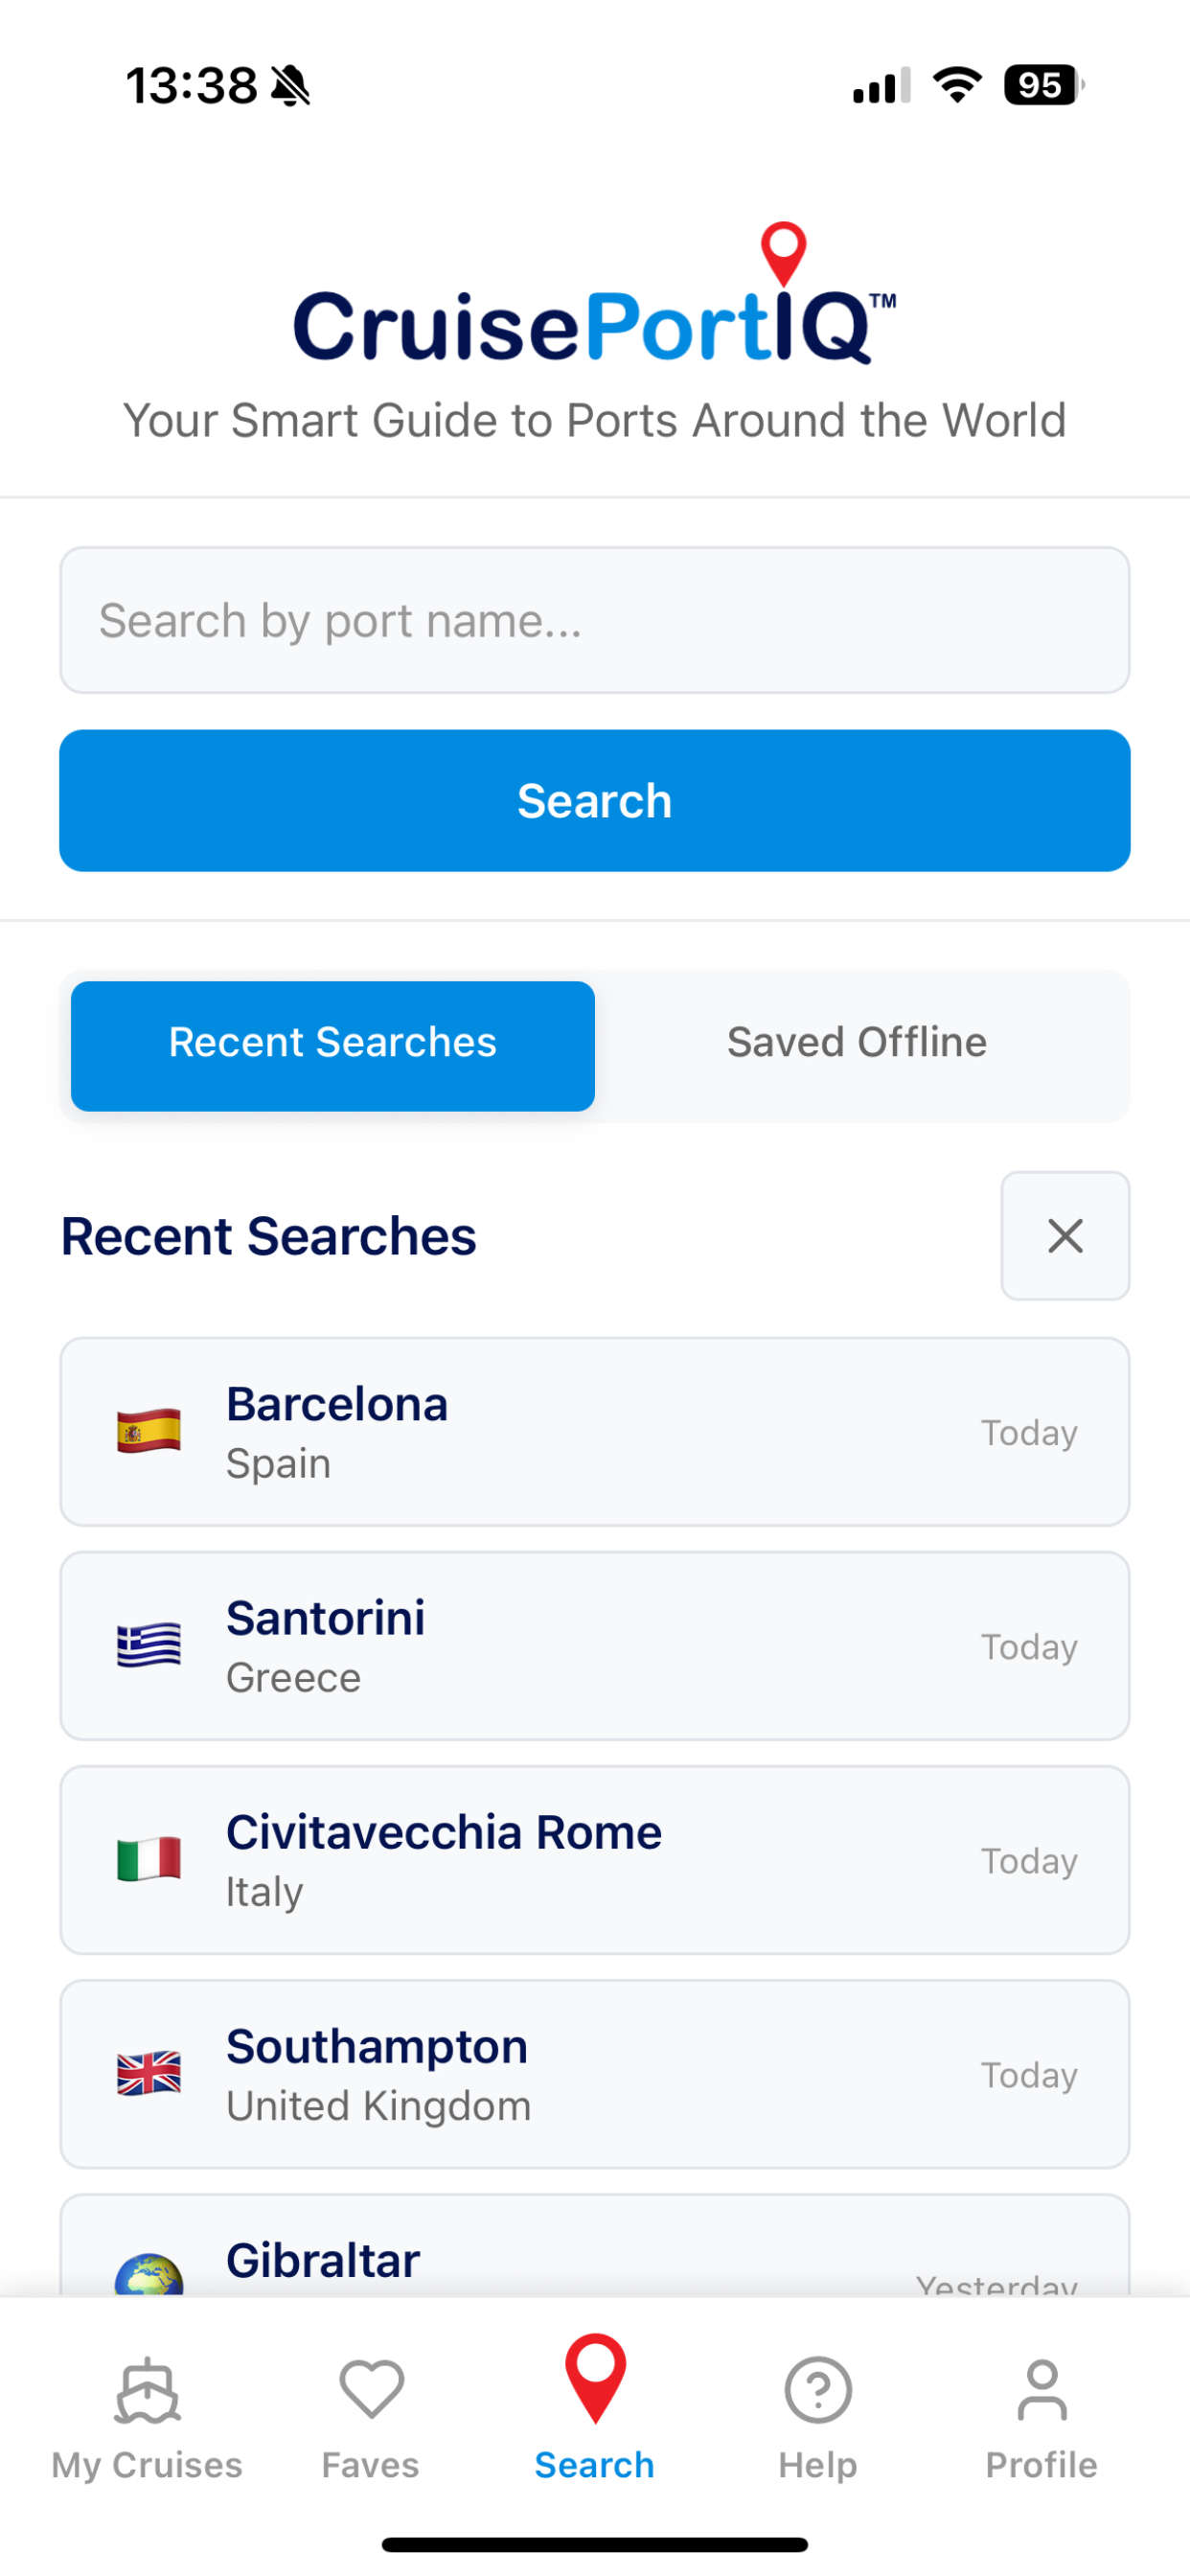 13:38
95
CruisePortIQ™
Your Smart Guide to Ports Around the World
Search by port name...
Search
Recent Searches
Saved Offline
Recent Searches
Barcelona
Spain
Today
Santorini
Greece
Today
Civitavecchia Rome
Italy
Today
Southampton
United Kingdom
Today
Gibraltar
Yesterday
My Cruises
Faves
Search
Help
Profile